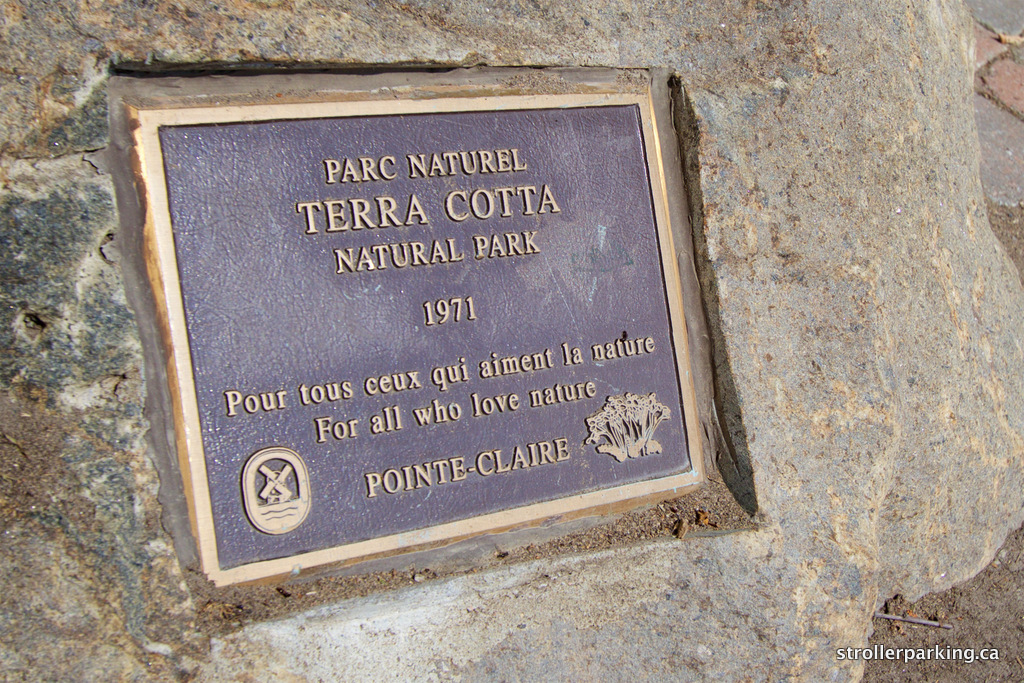 PARC NATUREL
TERRA COTTA
NATURAL PARK
1971
Pour tous ceux qui aiment la nature
For all who love nature
POINTE-CLAIRE
strollerparking.ca